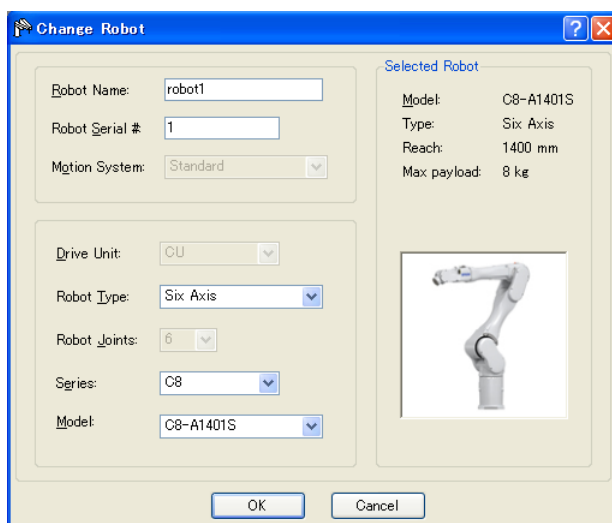 Change Robot
Robot Name: robot1
Robot Serial #: 1
Motion System: Standard
Drive Unit: CU
Robot Type: Six Axis
Robot Joints: 6
Series: C8
Model: C8-A1401S
Selected Robot
Model: C8-A1401S
Type: Six Axis
Reach: 1400 mm
Max payload: 8 kg
OK
Cancel